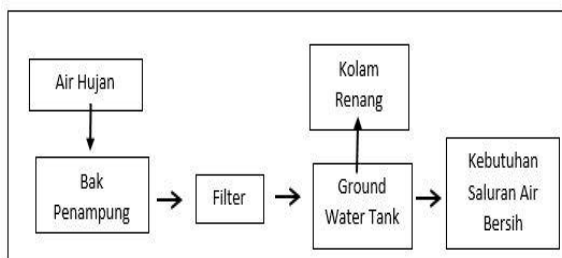 Air Hujan
Bak
Penampung
Filter
Kolam
Renang
Ground
Water Tank
Kebutuhan
Saluran Air
Bersih